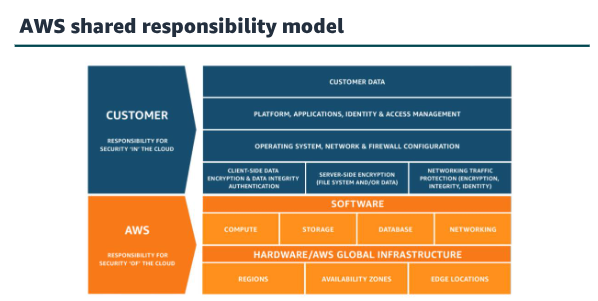 AWS shared responsibility model
CUSTOMER
RESPONSIBILITY FOR
SECURITY 'IN' THE CLOUD
CUSTOMER DATA
PLATFORM, APPLICATIONS, IDENTITY & ACCESS MANAGEMENT
OPERATING SYSTEM, NETWORK & FIREWALL CONFIGURATION
CLIENT-SIDE DATA
ENCRYPTION & DATA INTEGRITY
AUTHENTICATION
SERVER-SIDE ENCRYPTION
(FILE SYSTEM AND/OR DATA)
NETWORKING TRAFFIC
PROTECTION (ENCRYPTION,
INTEGRITY, IDENTITY)
AWS
RESPONSIBILITY FOR
SECURITY 'OF' THE CLOUD
SOFTWARE
COMPUTE
STORAGE
DATABASE
NETWORKING
HARDWARE/AWS GLOBAL INFRASTRUCTURE
REGIONS
AVAILABILITY ZONES
EDGE LOCATIONS